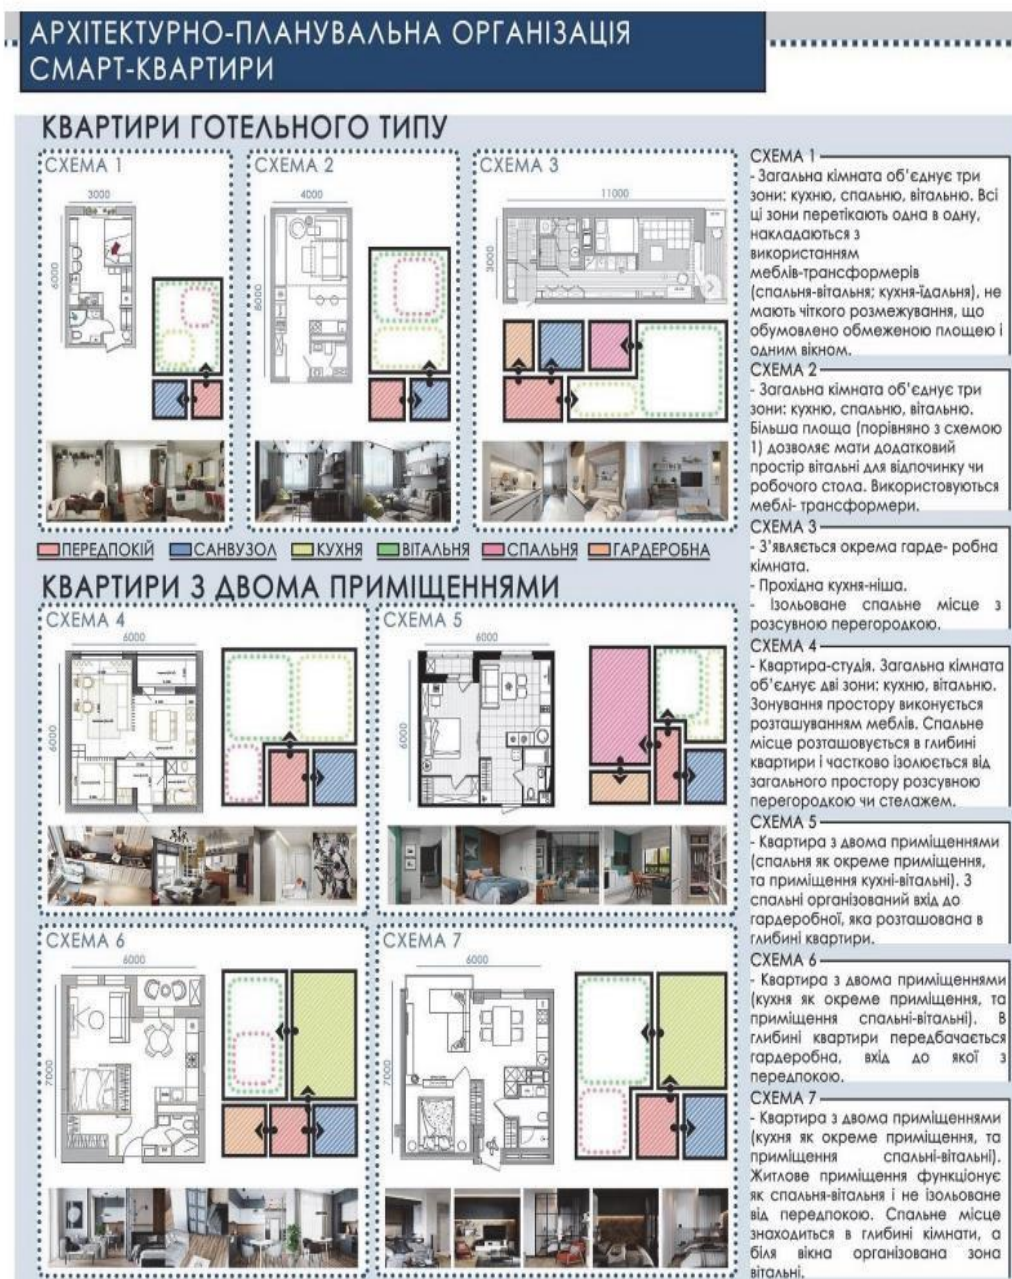 АРХІТЕКТУРНО-ПЛАНУВАЛЬНА ОРГАНІЗАЦІЯ
СМАРТ-КВАРТИРИ
КВАРТИРИ ГОТЕЛЬНОГО ТИПУ
СХЕМА 1
3000
6000
СХЕМА 2
4000
8000
СХЕМА 3
11000
3000
ПЕРЕДПОКІЙ
САНВУЗОЛ
КУХНЯ
ВІТАЛЬНЯ
СПАЛЬНЯ
ГАРДЕРОБНА
КВАРТИРИ З ДВОМА ПРИМІЩЕННЯМИ
СХЕМА 4
6000
6000
СХЕМА 5
6000
6000
СХЕМА 6
6000
7000
СХЕМА 7
6000
7000
СХЕМА 1
- Загальна кімната об’єднує три
зони: кухню, спальню, вітальню. Всі
ці зони перетікають одна в одну,
накладаються з
використанням
меблів-трансформерів
(спальня-вітальня; кухня-їдальня), не
мають чіткого розмежування, що
обумовлено обмеженою площею і
одним вікном.
СХЕМА 2
- Загальна кімната об’єднує три
зони: кухню, спальню, вітальню.
Більша площа (порівняно з схемою
1) дозволяє мати додатковий
простір вітальні для відпочинку чи
робочого стола. Використовуються
меблі- трансформери.
СХЕМА 3
- З’являється окрема гарде- робна
кімната.
- Прохідна кухня-ніша.
- Ізольоване спальне місце з
розсувною перегородкою.
СХЕМА 4
- Квартира-студія. Загальна кімната
об’єднує дві зони: кухню, вітальню.
Зонування простору виконується
розташуванням меблів. Спальне
місце розташовується в глибині
квартири і частково ізолюється від
загального простору розсувною
перегородкою чи стелажем.
СХЕМА 5
- Квартира з двома приміщеннями
(спальня як окреме приміщення,
та приміщення кухні-вітальні). З
спальні організований вхід до
гардеробної, яка розташована в
глибині квартири.
СХЕМА 6
- Квартира з двома приміщеннями
(кухня як окреме приміщення, та
приміщення спальні-вітальні). В
глибині квартири передбачається
гардеробна, вхід до якої з
передпокою.
СХЕМА 7
- Квартира з двома приміщеннями
(кухня як окреме приміщення, та
приміщення спальні-вітальні).
Житлове приміщення функціонує
як спальня-вітальня і не ізольоване
від передпокою. Спальне місце
знаходиться в глибині кімнати, а
біля вікна організована зона
вітальні.